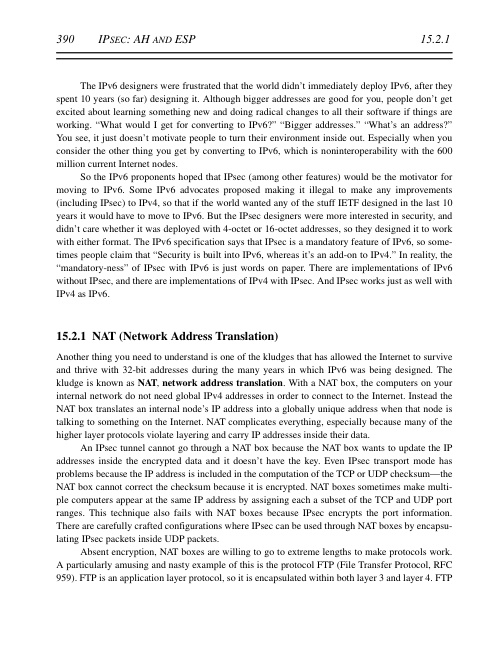 390 IPSEC: AH AND ESP 15.2.1
The IPv6 designers were frustrated that the world didn't immediately deploy IPv6, after they
spent 10 years (so far) designing it. Although bigger addresses are good for you, people don't get
excited about learning something new and doing radical changes to all their software if things are
working. “What would I get for converting to IPv6?” “Bigger addresses.” “What's an address?”
You see, it just doesn't motivate people to turn their environment inside out. Especially when you
consider the other thing you get by converting to IPv6, which is noninteroperability with the 600
million current Internet nodes.
So the IPv6 proponents hoped that IPsec (among other features) would be the motivator for
moving to IPv6. Some IPv6 advocates proposed making it illegal to make any improvements
(including IPsec) to IPv4, so that if the world wanted any of the stuff IETF designed in the last 10
years it would have to move to IPv6. But the IPsec designers were more interested in security, and
didn't care whether it was deployed with 4-octet or 16-octet addresses, so they designed it to work
with either format. The IPv6 specification says that IPsec is a mandatory feature of IPv6, so some-
times people claim that “Security is built into IPv6, whereas it's an add-on to IPv4.” In reality, the
“mandatory-ness” of IPsec with IPv6 is just words on paper. There are implementations of IPv6
without IPsec, and there are implementations of IPv4 with IPsec. And IPsec works just as well with
IPv4 as IPv6.
15.2.1 NAT (Network Address Translation)
Another thing you need to understand is one of the kludges that has allowed the Internet to survive
and thrive with 32-bit addresses during the many years in which IPv6 was being designed. The
kludge is known as NAT, network address translation. With a NAT box, the computers on your
internal network do not need global IPv4 addresses in order to connect to the Internet. Instead the
NAT box translates an internal node's IP address into a globally unique address when that node is
talking to something on the Internet. NAT complicates everything, especially because many of the
higher layer protocols violate layering and carry IP addresses inside their data.
An IPsec tunnel cannot go through a NAT box because the NAT box wants to update the IP
addresses inside the encrypted data and it doesn't have the key. Even IPsec transport mode has
problems because the IP address is included in the computation of the TCP or UDP checksum—the
NAT box cannot correct the checksum because it is encrypted. NAT boxes sometimes make multi-
ple computers appear at the same IP address by assigning each a subset of the TCP and UDP port
ranges. This technique also fails with NAT boxes because IPsec encrypts the port information.
There are carefully crafted configurations where IPsec can be used through NAT boxes by encapsu-
lating IPsec packets inside UDP packets.
Absent encryption, NAT boxes are willing to go to extreme lengths to make protocols work.
A particularly amusing and nasty example of this is the protocol FTP (File Transfer Protocol, RFC
959). FTP is an application layer protocol, so it is encapsulated within both layer 3 and layer 4. FTP